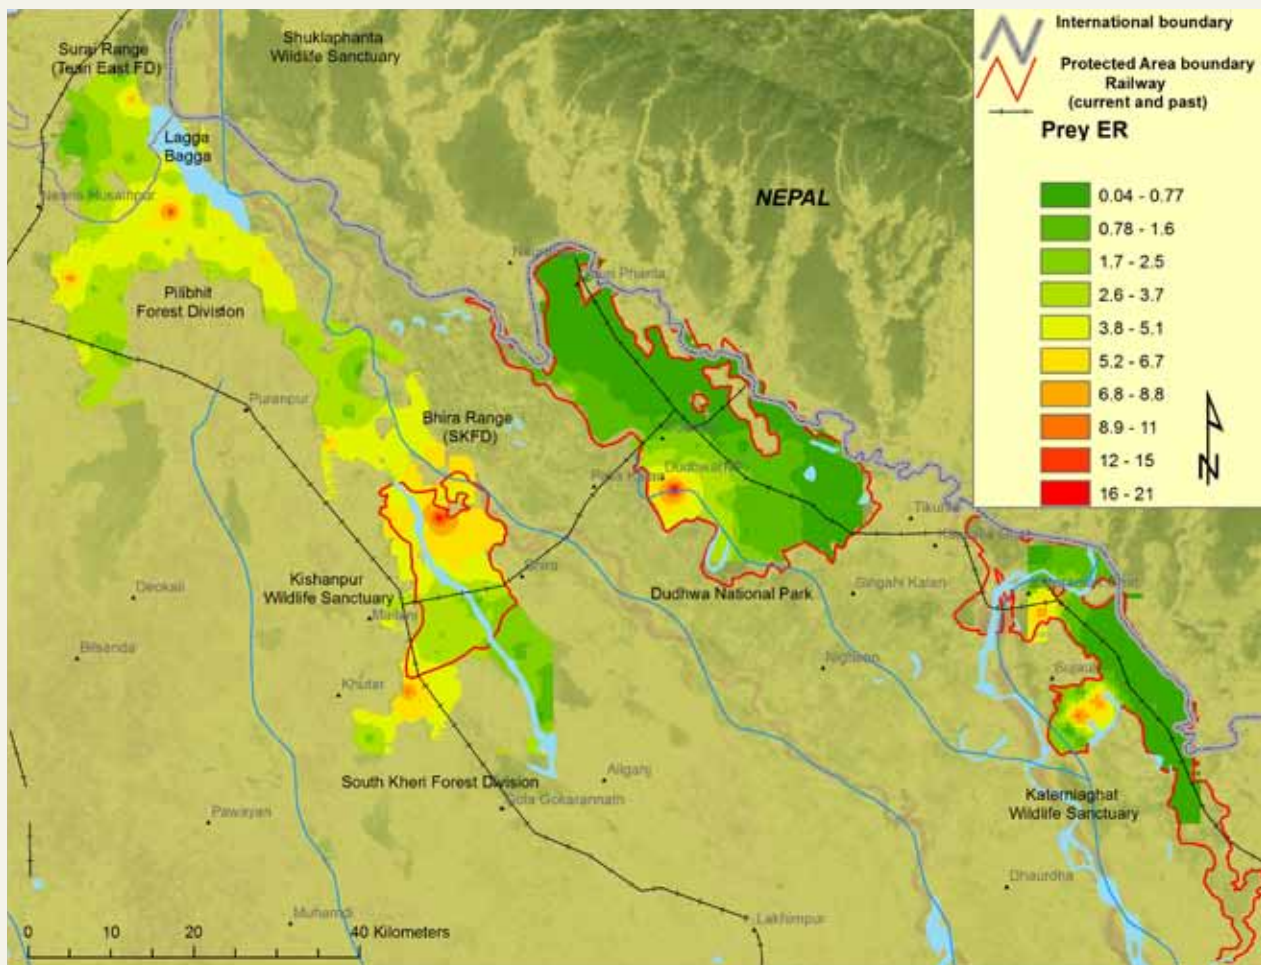 Surai Range
(Terai East FD)
Shuklaphanta
Wildlife Sanctuary
Lagga
Bagga
NEPAL
Pilibhit
Forest Division
Puranpur
Bhira Range
(SKFD)
Dudhwa
Bhira
Tikunia
Kishanpur
Wildlife Sanctuary
Dudhwa National Park
Singahi Kalan
Deokali
Bilsanda
Khutar
Nighasan
South Kheri Forest Division
Aliganj
Gola Gokarannath
Katerniaghat
Wildlife Sanctuary
Pawayan
Dhaurdha
Muhamdi
Lakhimpur
0 10 20 40 Kilometers
International boundary
Protected Area boundary
Railway
(current and past)
Prey ER
0.04 - 0.77
0.78 - 1.6
1.7 - 2.5
2.6 - 3.7
3.8 - 5.1
5.2 - 6.7
6.8 - 8.8
8.9 - 11
12 - 15
16 - 21
N